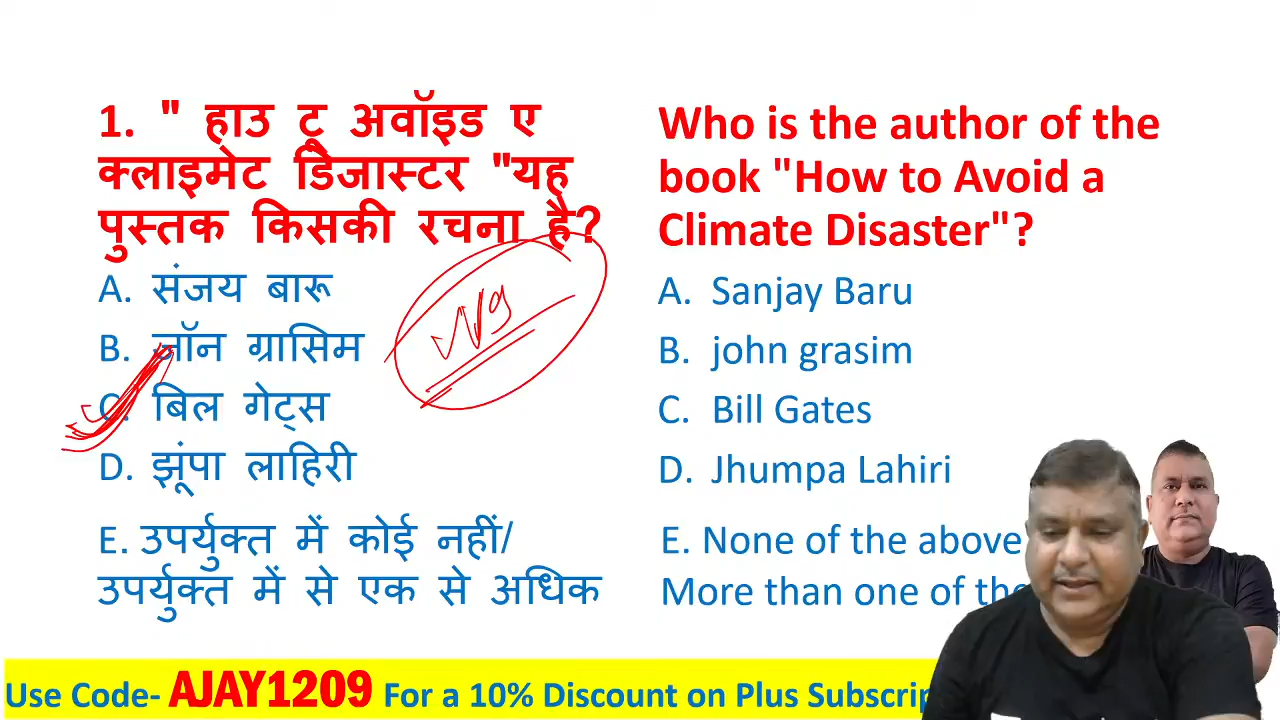 1. " हाउ टू अवॉइड ए
क्लाइमेट डिजास्टर "यह
पुस्तक किसकी रचना है?
A. संजय बारू
B. जॉन ग्रासिम
C. बिल गेट्स
D. झूंपा लाहिरी
E. उपर्युक्त में कोई नहीं/
उपर्युक्त में से एक से अधिक
Who is the author of the
book "How to Avoid a
Climate Disaster"?
A. Sanjay Baru
B. john grasim
C. Bill Gates
D. Jhumpa Lahiri
E. None of the above
More than one of the
Use Code- AJAY1209 For a 10% Discount on Plus Subscrip